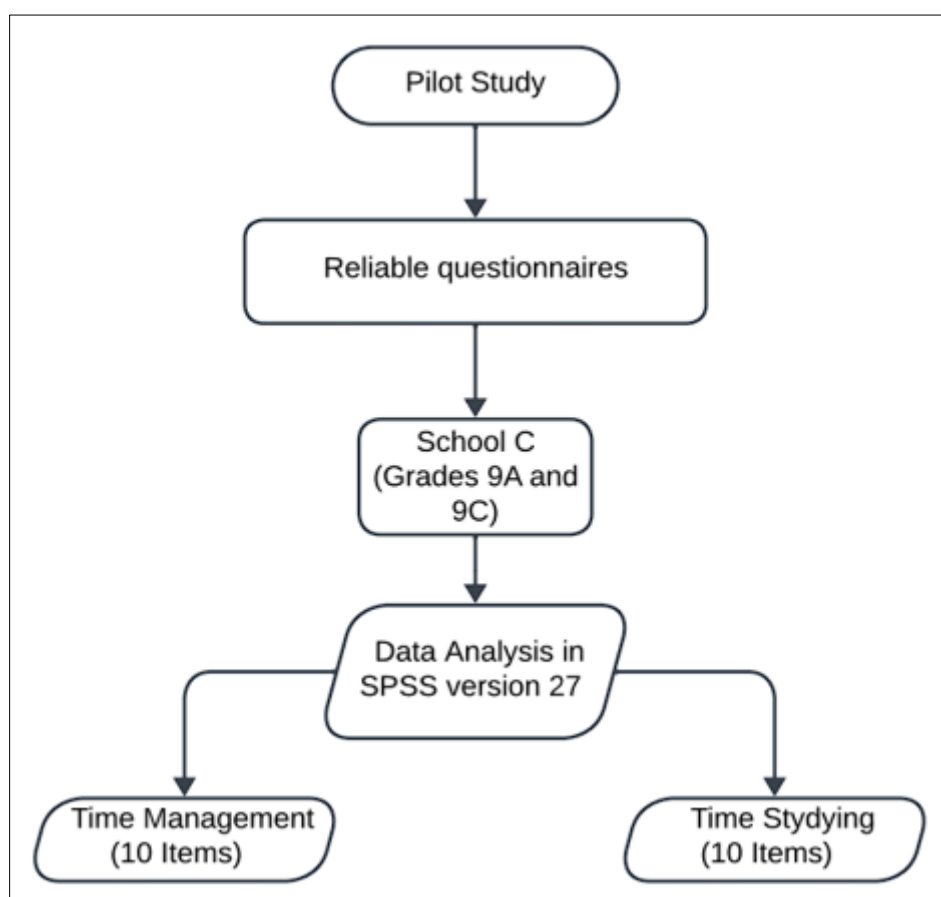 Pilot Study
Reliable questionnaires
School C
(Grades 9A and
9C)
Data Analysis in
SPSS version 27
Time Management
(10 Items)
Time Stydying
(10 Items)